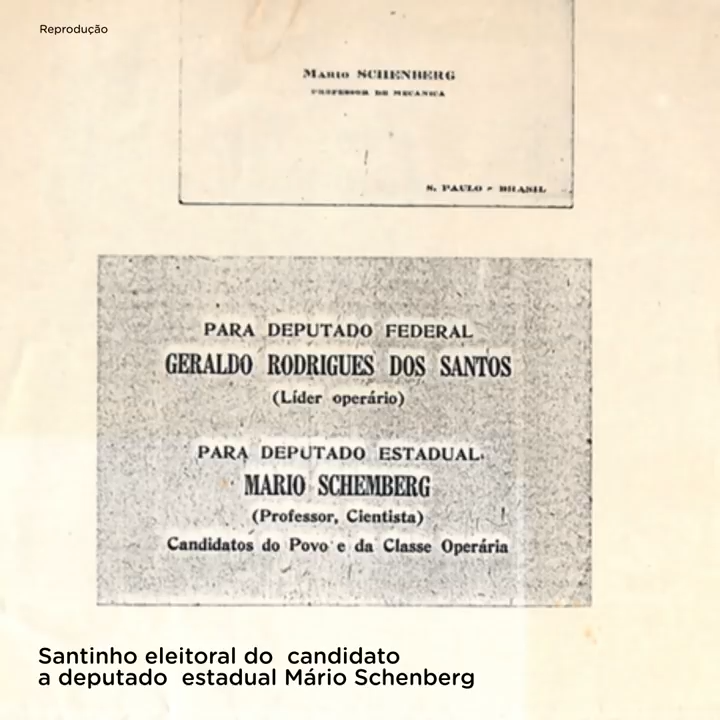 Reprodução
Mario SCHENBERG
PROFESSOR DE MECANICA
S. PAULO - BRASIL
PARA DEPUTADO FEDERAL
GERALDO RODRIGUES DOS SANTOS
(Líder operário)
PARA DEPUTADO ESTADUAL
MARIO SCHEMBERG
(Professor, Cientista)
Candidatos do Povo e da Classe Operária
Santinho eleitoral do candidato
a deputado estadual Mário Schenberg